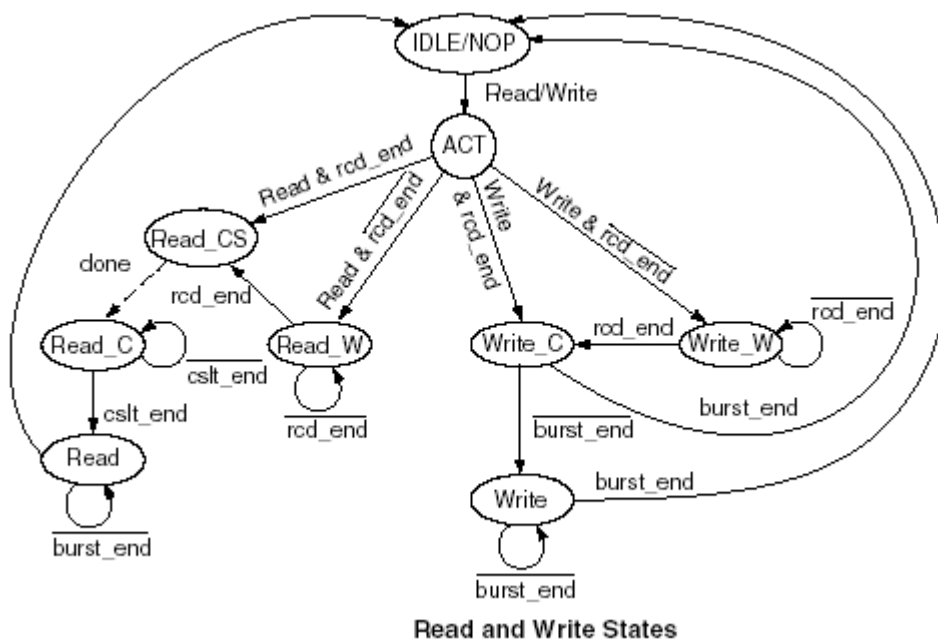 IDLE/NOP
Read/Write
ACT
Read & rcd_end
Read & rcd_end
Write
& rcd_end
Write & rcd_end
Read_CS
done
rcd_end
Read_C
cslt_end
Read_W
rcd_end
Write_C
rcd_end
Write_W
rcd_end
cslt_end
burst_end
burst_end
Read
burst_end
Write
burst_end
burst_end
Read and Write States